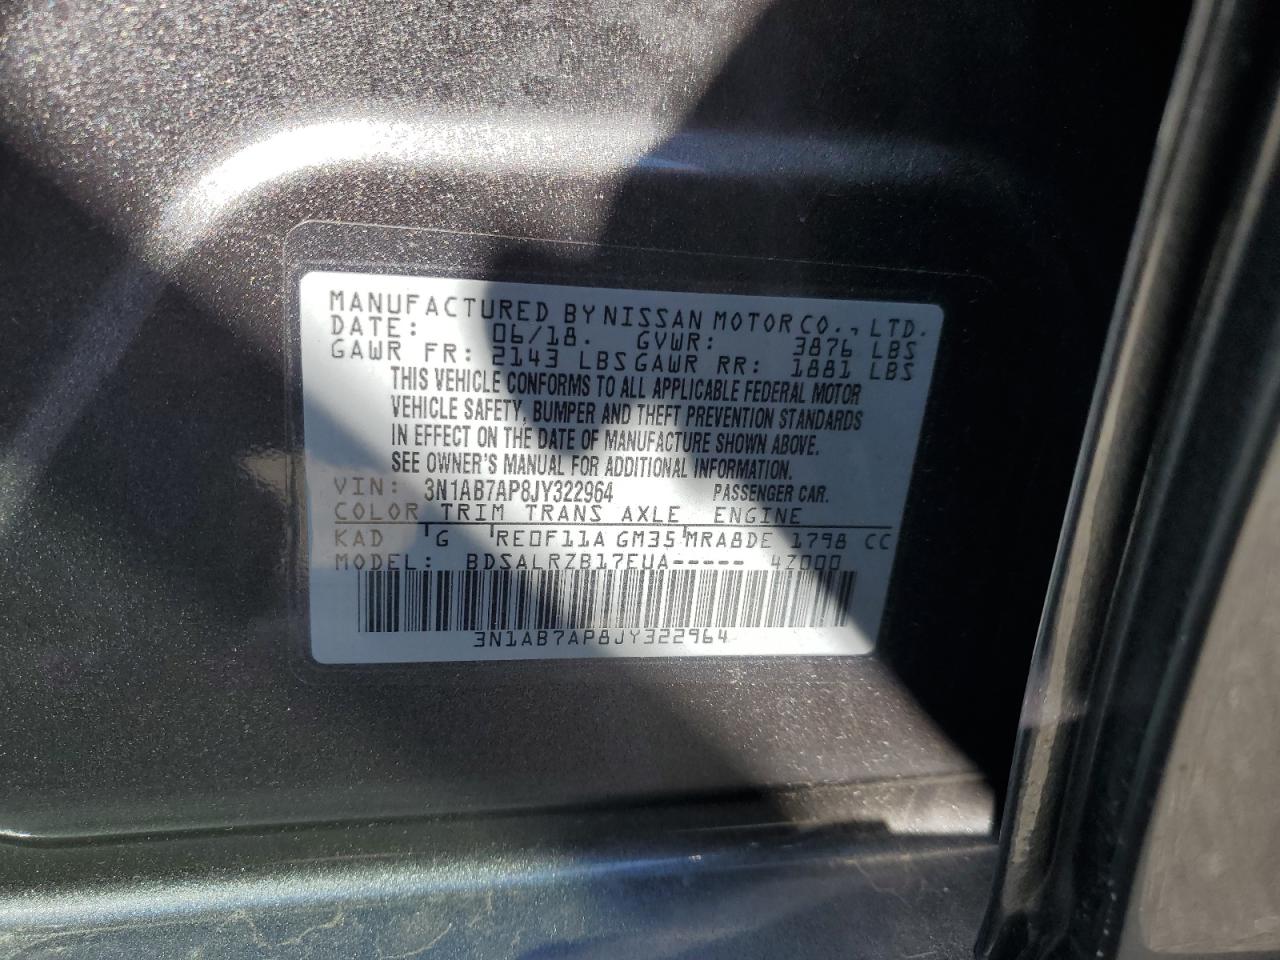 MANUFACTURED BY NISSAN MOTOR CO., LTD.
DATE: 06/18. GVWR: 3876 LBS
GAWR FR: 2143 LBS GAWR RR: 1881 LBS
THIS VEHICLE CONFORMS TO ALL APPLICABLE FEDERAL MOTOR
VEHICLE SAFETY, BUMPER AND THEFT PREVENTION STANDARDS
IN EFFECT ON THE DATE OF MANUFACTURE SHOWN ABOVE.
SEE OWNER'S MANUAL FOR ADDITIONAL INFORMATION.
VIN: 3N1AB7AP8JY322964 PASSENGER CAR.
COLOR TRIM TRANS AXLE ENGINE
KAD G RE0F11A GM35 MRA8DE 1798 CC
MODEL: BDSALRZB17EUA----- 4Z000
3N1AB7AP8JY322964